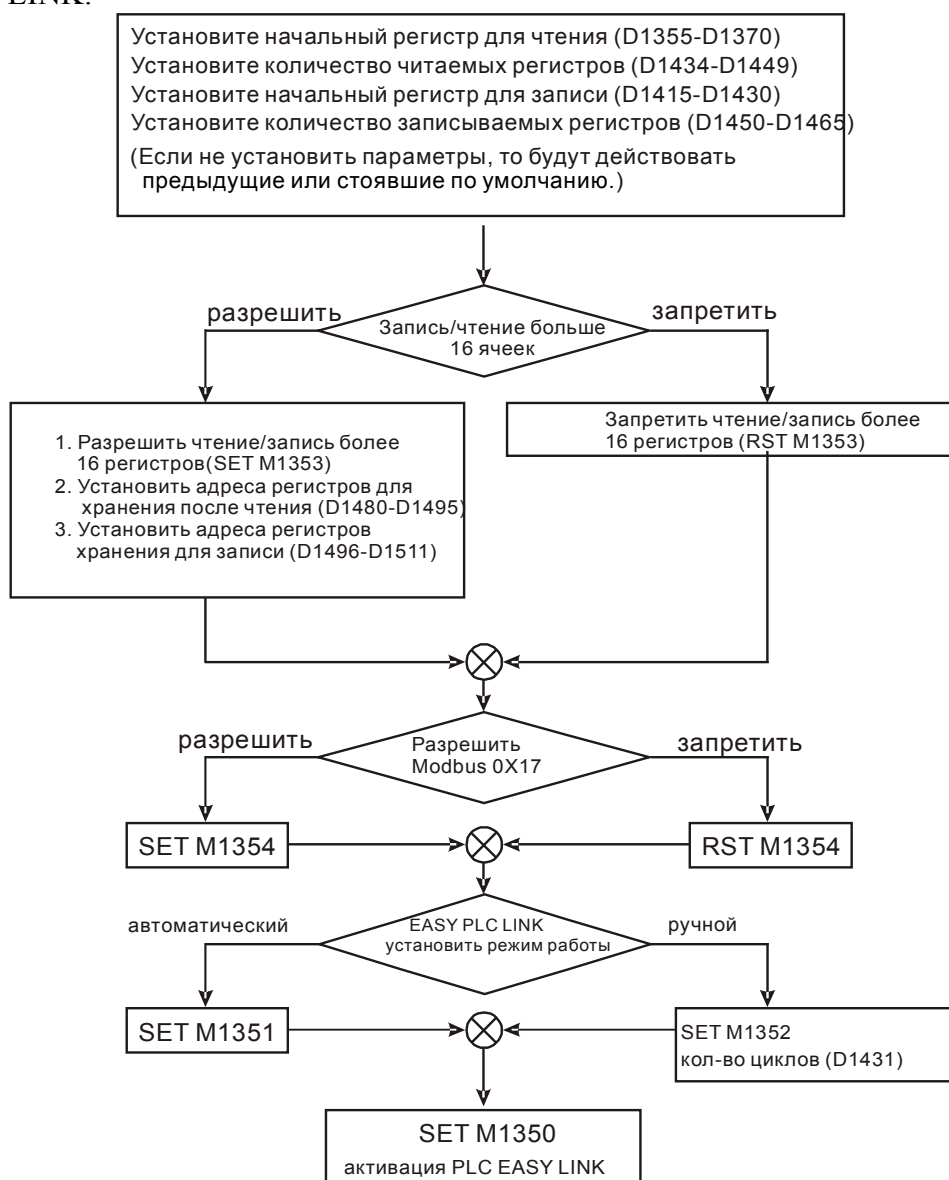 LINK:
Установите начальный регистр для чтения (D1355-D1370)
Установите количество читаемых регистров (D1434-D1449)
Установите начальный регистр для записи (D1415-D1430)
Установите количество записываемых регистров (D1450-D1465)
(Если не установить параметры, то будут действовать
предыдущие или стоявшие по умолчанию.)
разрешить
запретить
Запись/чтение больше
16 ячеек
1. Разрешить чтение/запись более
16 регистров(SET M1353)
2. Установить адреса регистров для
хранения после чтения (D1480-D1495)
3. Установить адреса регистров
хранения для записи (D1496-D1511)
Запретить чтение/запись более
16 регистров (RST M1353)
разрешить
запретить
Разрешить
Modbus 0X17
SET M1354
RST M1354
автоматический
ручной
EASY PLC LINK
установить режим работы
SET M1351
SET M1352
кол-во циклов (D1431)
SET M1350
активация PLC EASY LINK